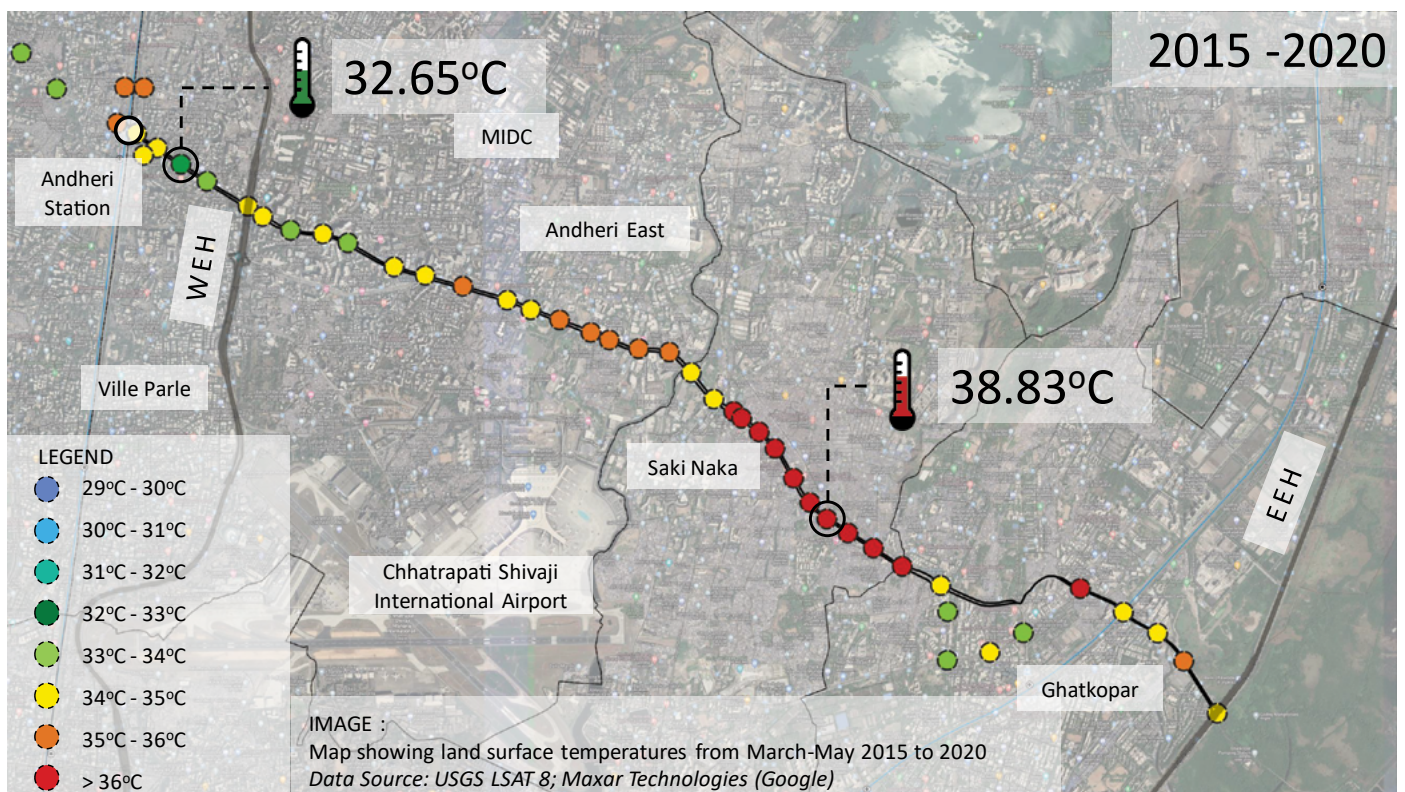 2015 -2020
32.65°C
MIDC
Andheri
Station
Andheri East
WEH
Ville Parle
38.83°C
Saki Naka
EEH
Chhatrapati Shivaji
International Airport
Ghatkopar
LEGEND
29°C - 30°C
30°C - 31°C
31°C - 32°C
32°C - 33°C
33°C - 34°C
34°C - 35°C
35°C - 36°C
> 36°C
IMAGE :
Map showing land surface temperatures from March-May 2015 to 2020
Data Source: USGS LSAT 8; Maxar Technologies (Google)